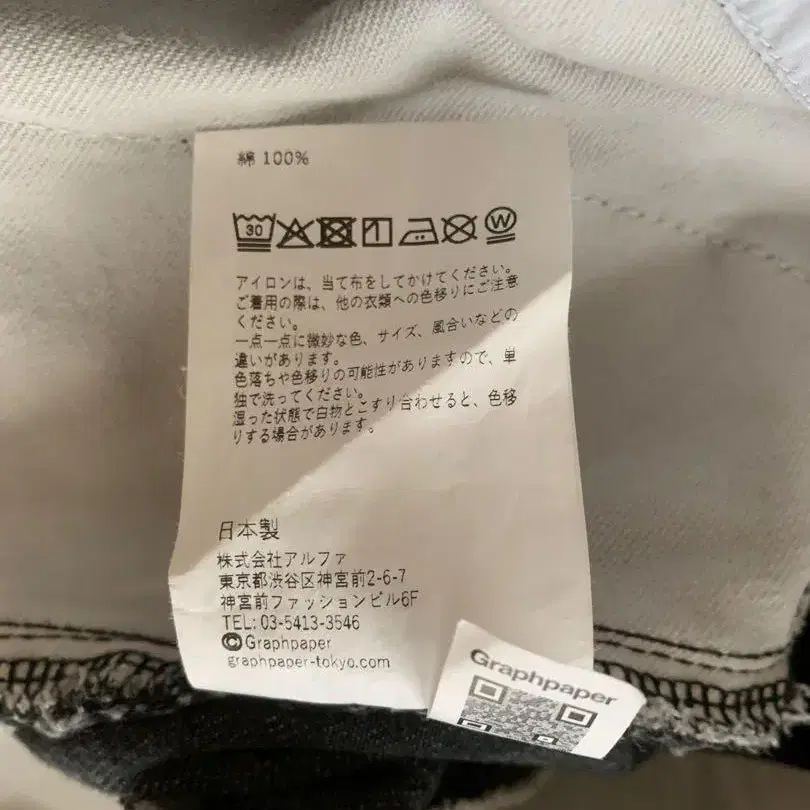 綿 100%
30 W
アイロンは、当て布をしてかけてください。
ご着用の際は、他の衣類への色移りにご注意
ください。
一点一点に微妙な色、サイズ、風合いなどの
違いがあります。
色落ちや色移りの可能性がありますので、単
独で洗ってください。
湿った状態で白物とこすり合わせると、色移
りする場合があります。
日本製
株式会社アルファ
東京都渋谷区神宮前2-6-7
神宮前ファッションビル6F
TEL: 03-5413-3546
©Graphpaper
graphpaper-tokyo.com
Graphpaper